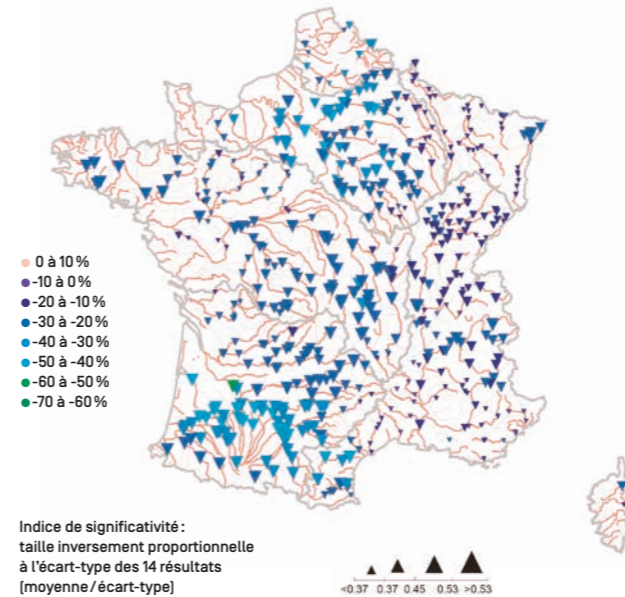 0 à 10 %
-10 à 0 %
-20 à -10 %
-30 à -20 %
-40 à -30 %
-50 à -40 %
-60 à -50 %
-70 à -60 %
Indice de significativité :
taille inversement proportionnelle
à l'écart-type des 14 résultats
(moyenne / écart-type)
<0.37 0.37 0.45 0.53 >0.53